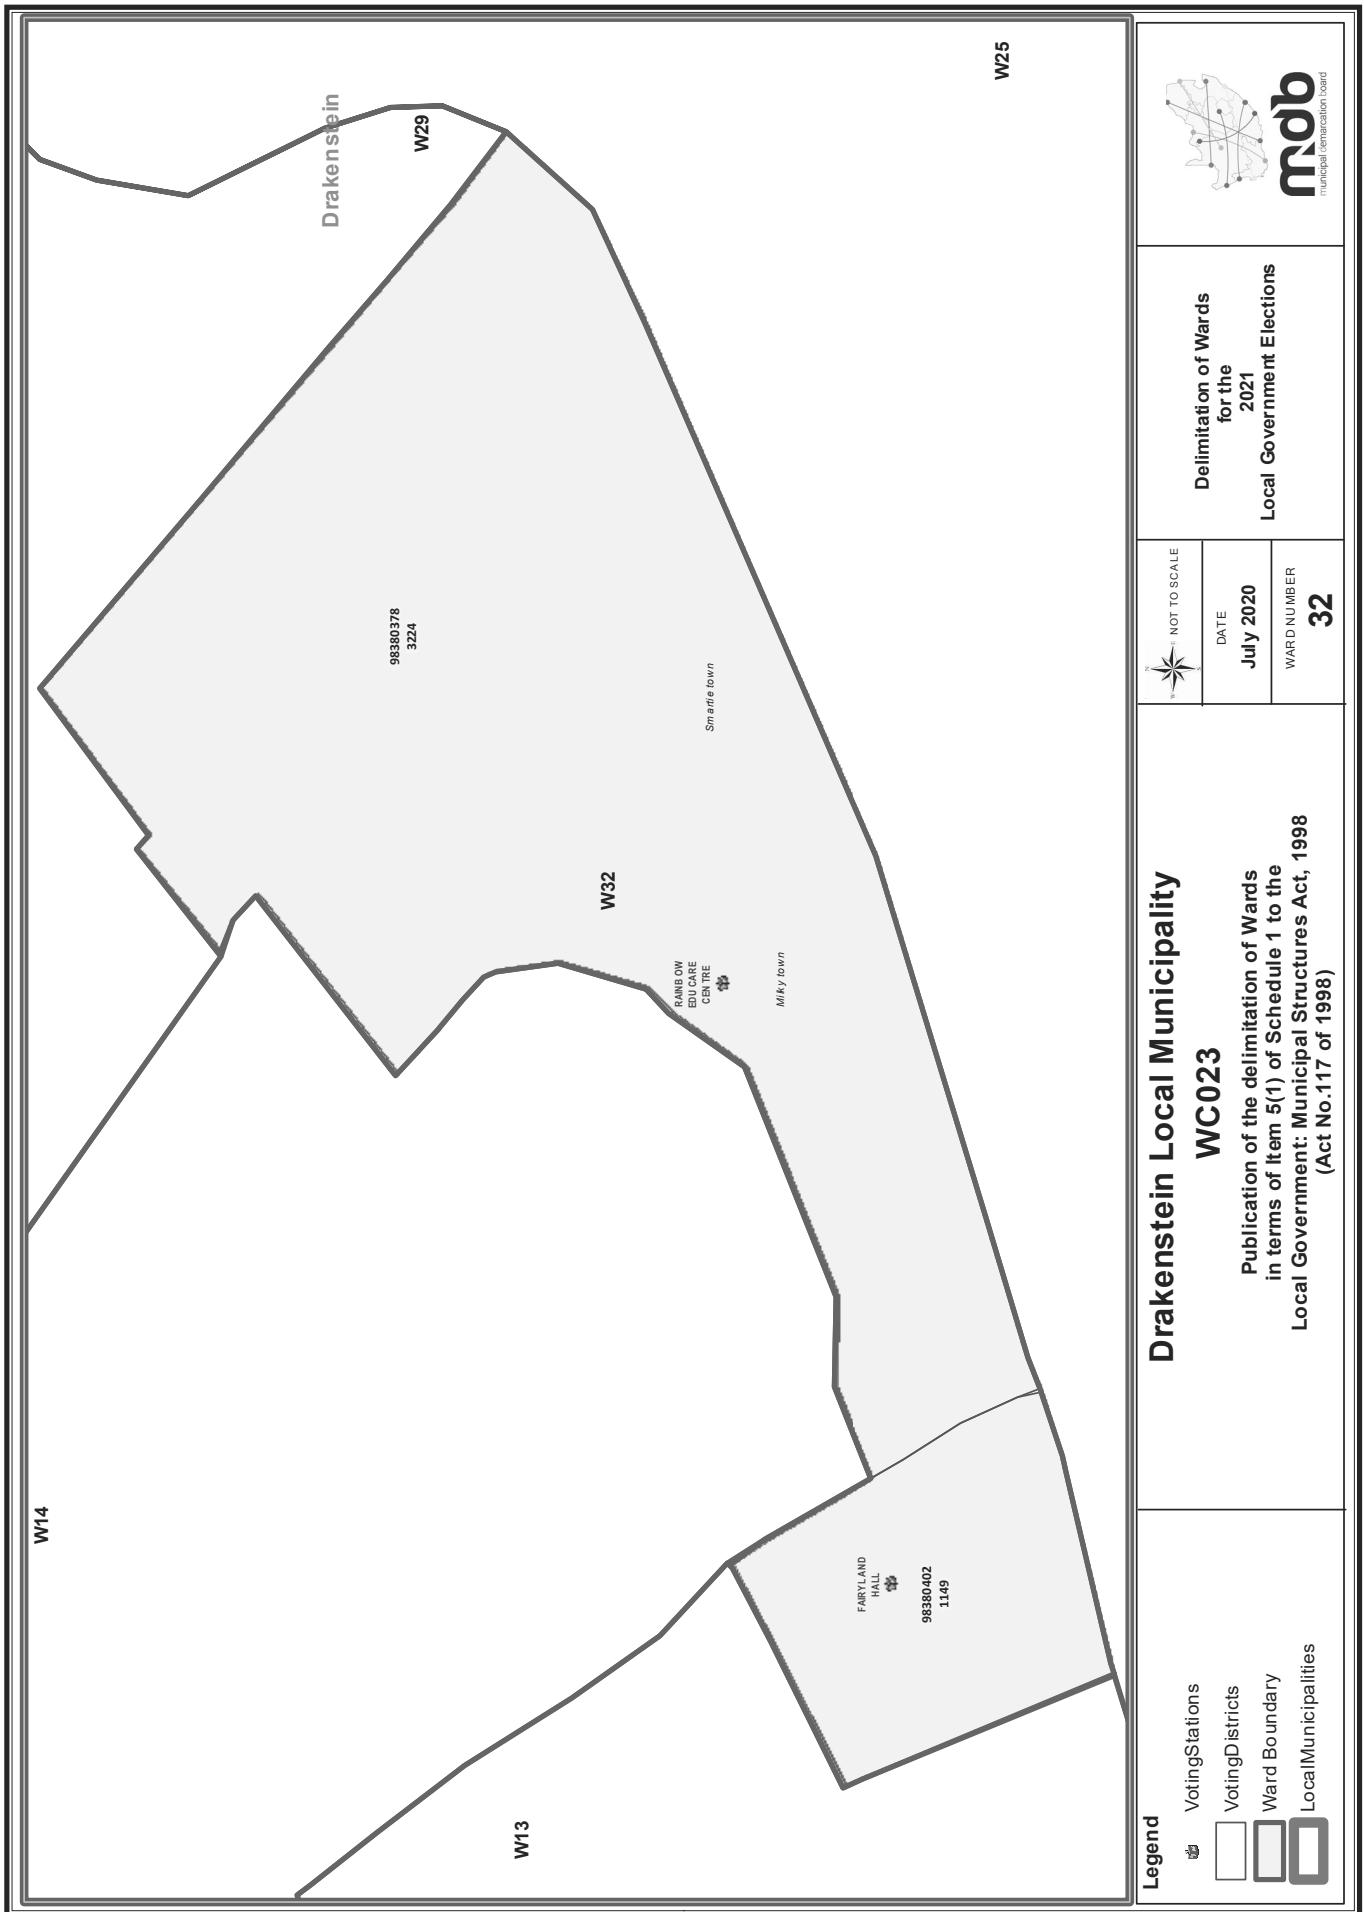 W14
W13
W29
W25
Drakenstein
98380378
3224
Smartie town
W32
RAINBOW
EDUCARE
CENTRE
Miky town
FAIRYLAND
HALL
98380402
1149
Legend
VotingStations
VotingDistricts
Ward Boundary
LocalMunicipalities
Drakenstein Local Municipality
WC023
Publication of the delimitation of Wards
in terms of Item 5(1) of Schedule 1 to the
Local Government: Municipal Structures Act, 1998
(Act No.117 of 1998)
N
W
E
S
NOT TO SCALE
DATE
July 2020
WARD NUMBER
32
Delimitation of Wards
for the
2021
Local Government Elections
mdb
municipal demarcation board